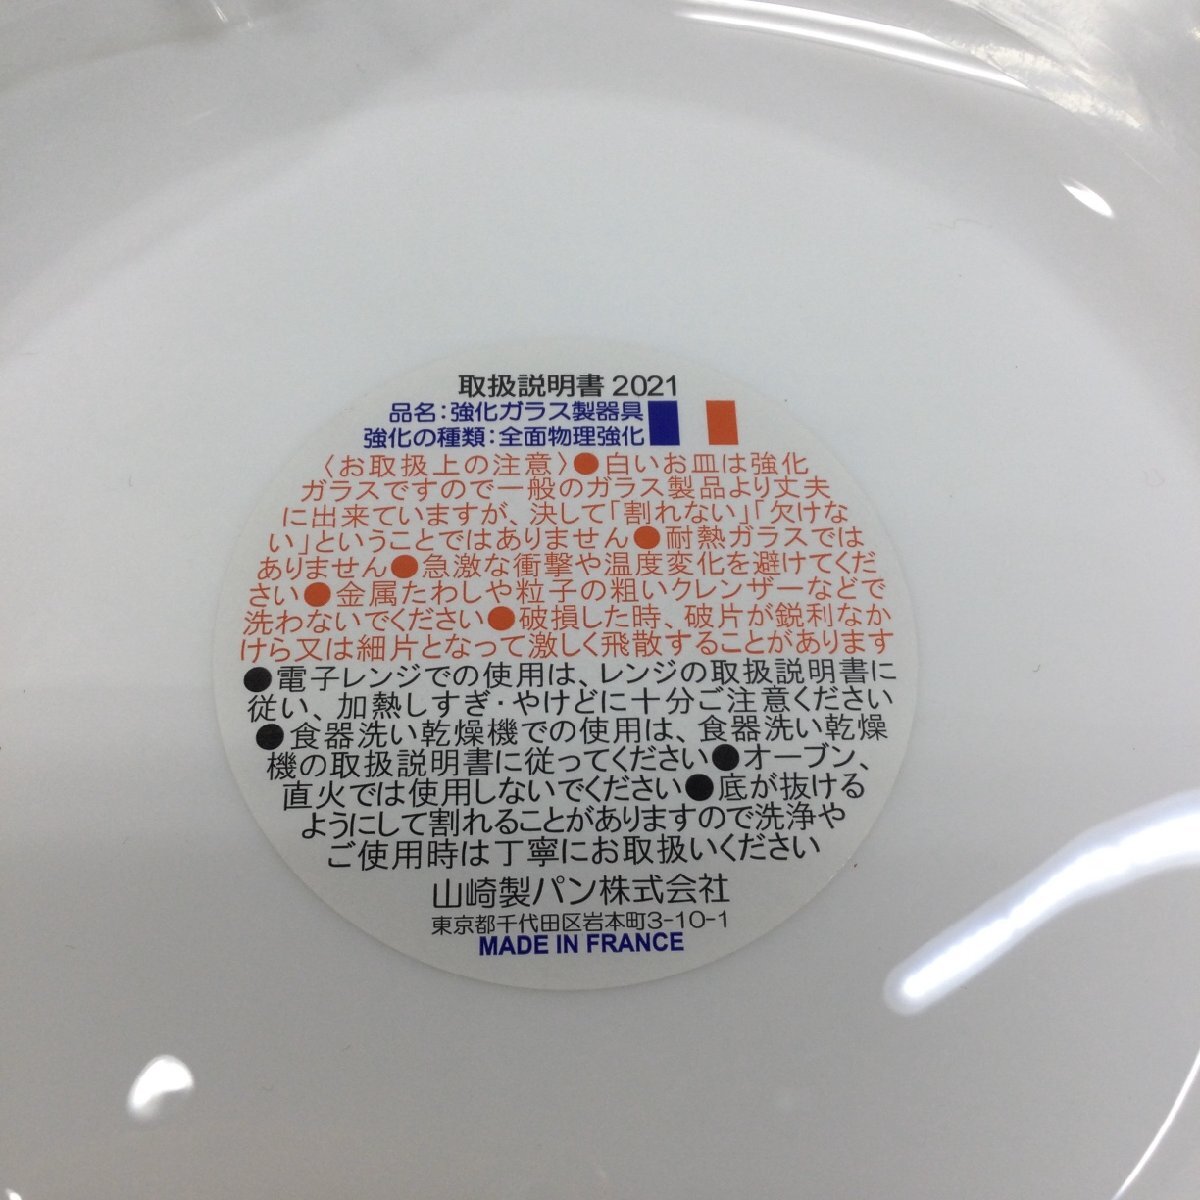 取扱説明書 2021
品名：強化ガラス製器具
強化の種類：全面物理強化
〈お取扱上の注意〉●白いお皿は強化
ガラスですので一般のガラス製品より丈夫
に出来ていますが、決して「割れない」「欠けな
い」ということではありません●耐熱ガラスでは
ありません●急激な衝撃や温度変化を避けてくだ
さい●金属たわしや粒子の粗いクレンザーなどで
洗わないでください●破損した時、破片が鋭利なか
けら又は細片となって激しく飛散することがあります
●電子レンジでの使用は、レンジの取扱説明書に
従い、加熱しすぎ・やけどに十分ご注意ください
●食器洗い乾燥機での使用は、食器洗い乾燥
機の取扱説明書に従ってください●オーブン、
直火では使用しないでください●底が抜ける
ようにして割れることがありますので洗浄や
ご使用時は丁寧にお取扱いください
山崎製パン株式会社
東京都千代田区岩本町3-10-1
MADE IN FRANCE